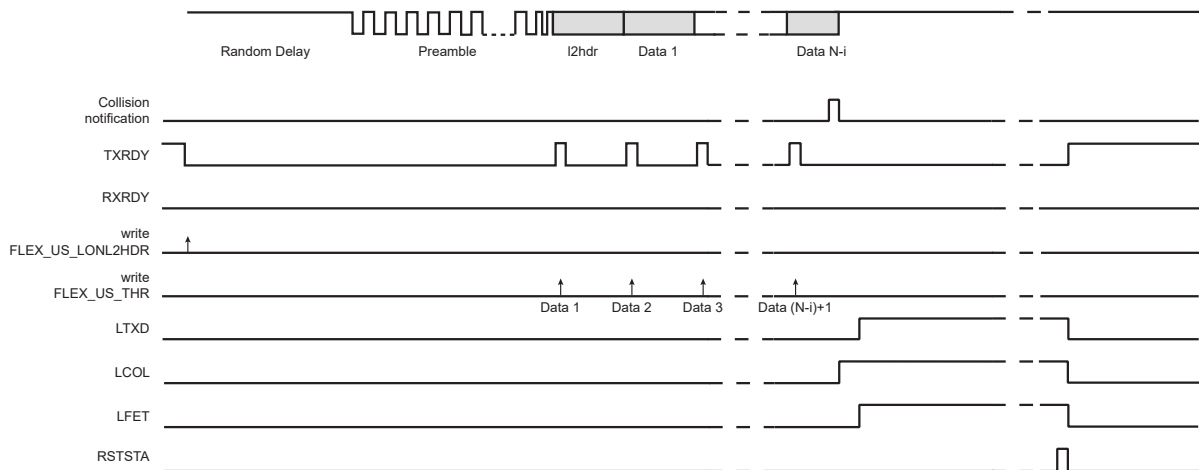 Random Delay Preamble l2hdr Data 1 Data N-i
Collision
notification
TXRDY
RXRDY
write
FLEX_US_LONL2HDR
write
FLEX_US_THR
Data 1 Data 2 Data 3 Data (N-i)+1
LTXD
LCOL
LFET
RSTSTA